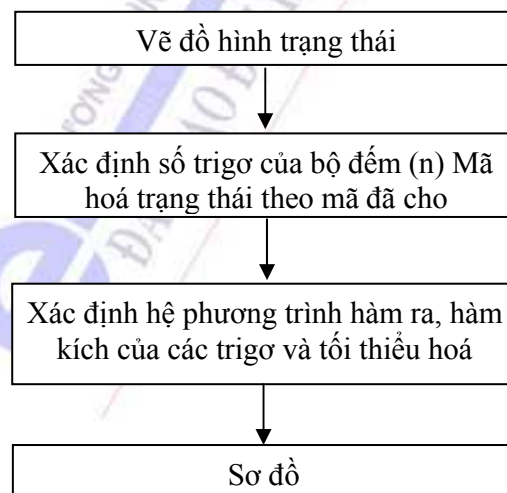 Vẽ đồ hình trạng thái
Xác định số trigơ của bộ đếm (n) Mã
hoá trạng thái theo mã đã cho
Xác định hệ phương trình hàm ra, hàm
kích của các trigơ và tối thiểu hoá
Sơ đồ